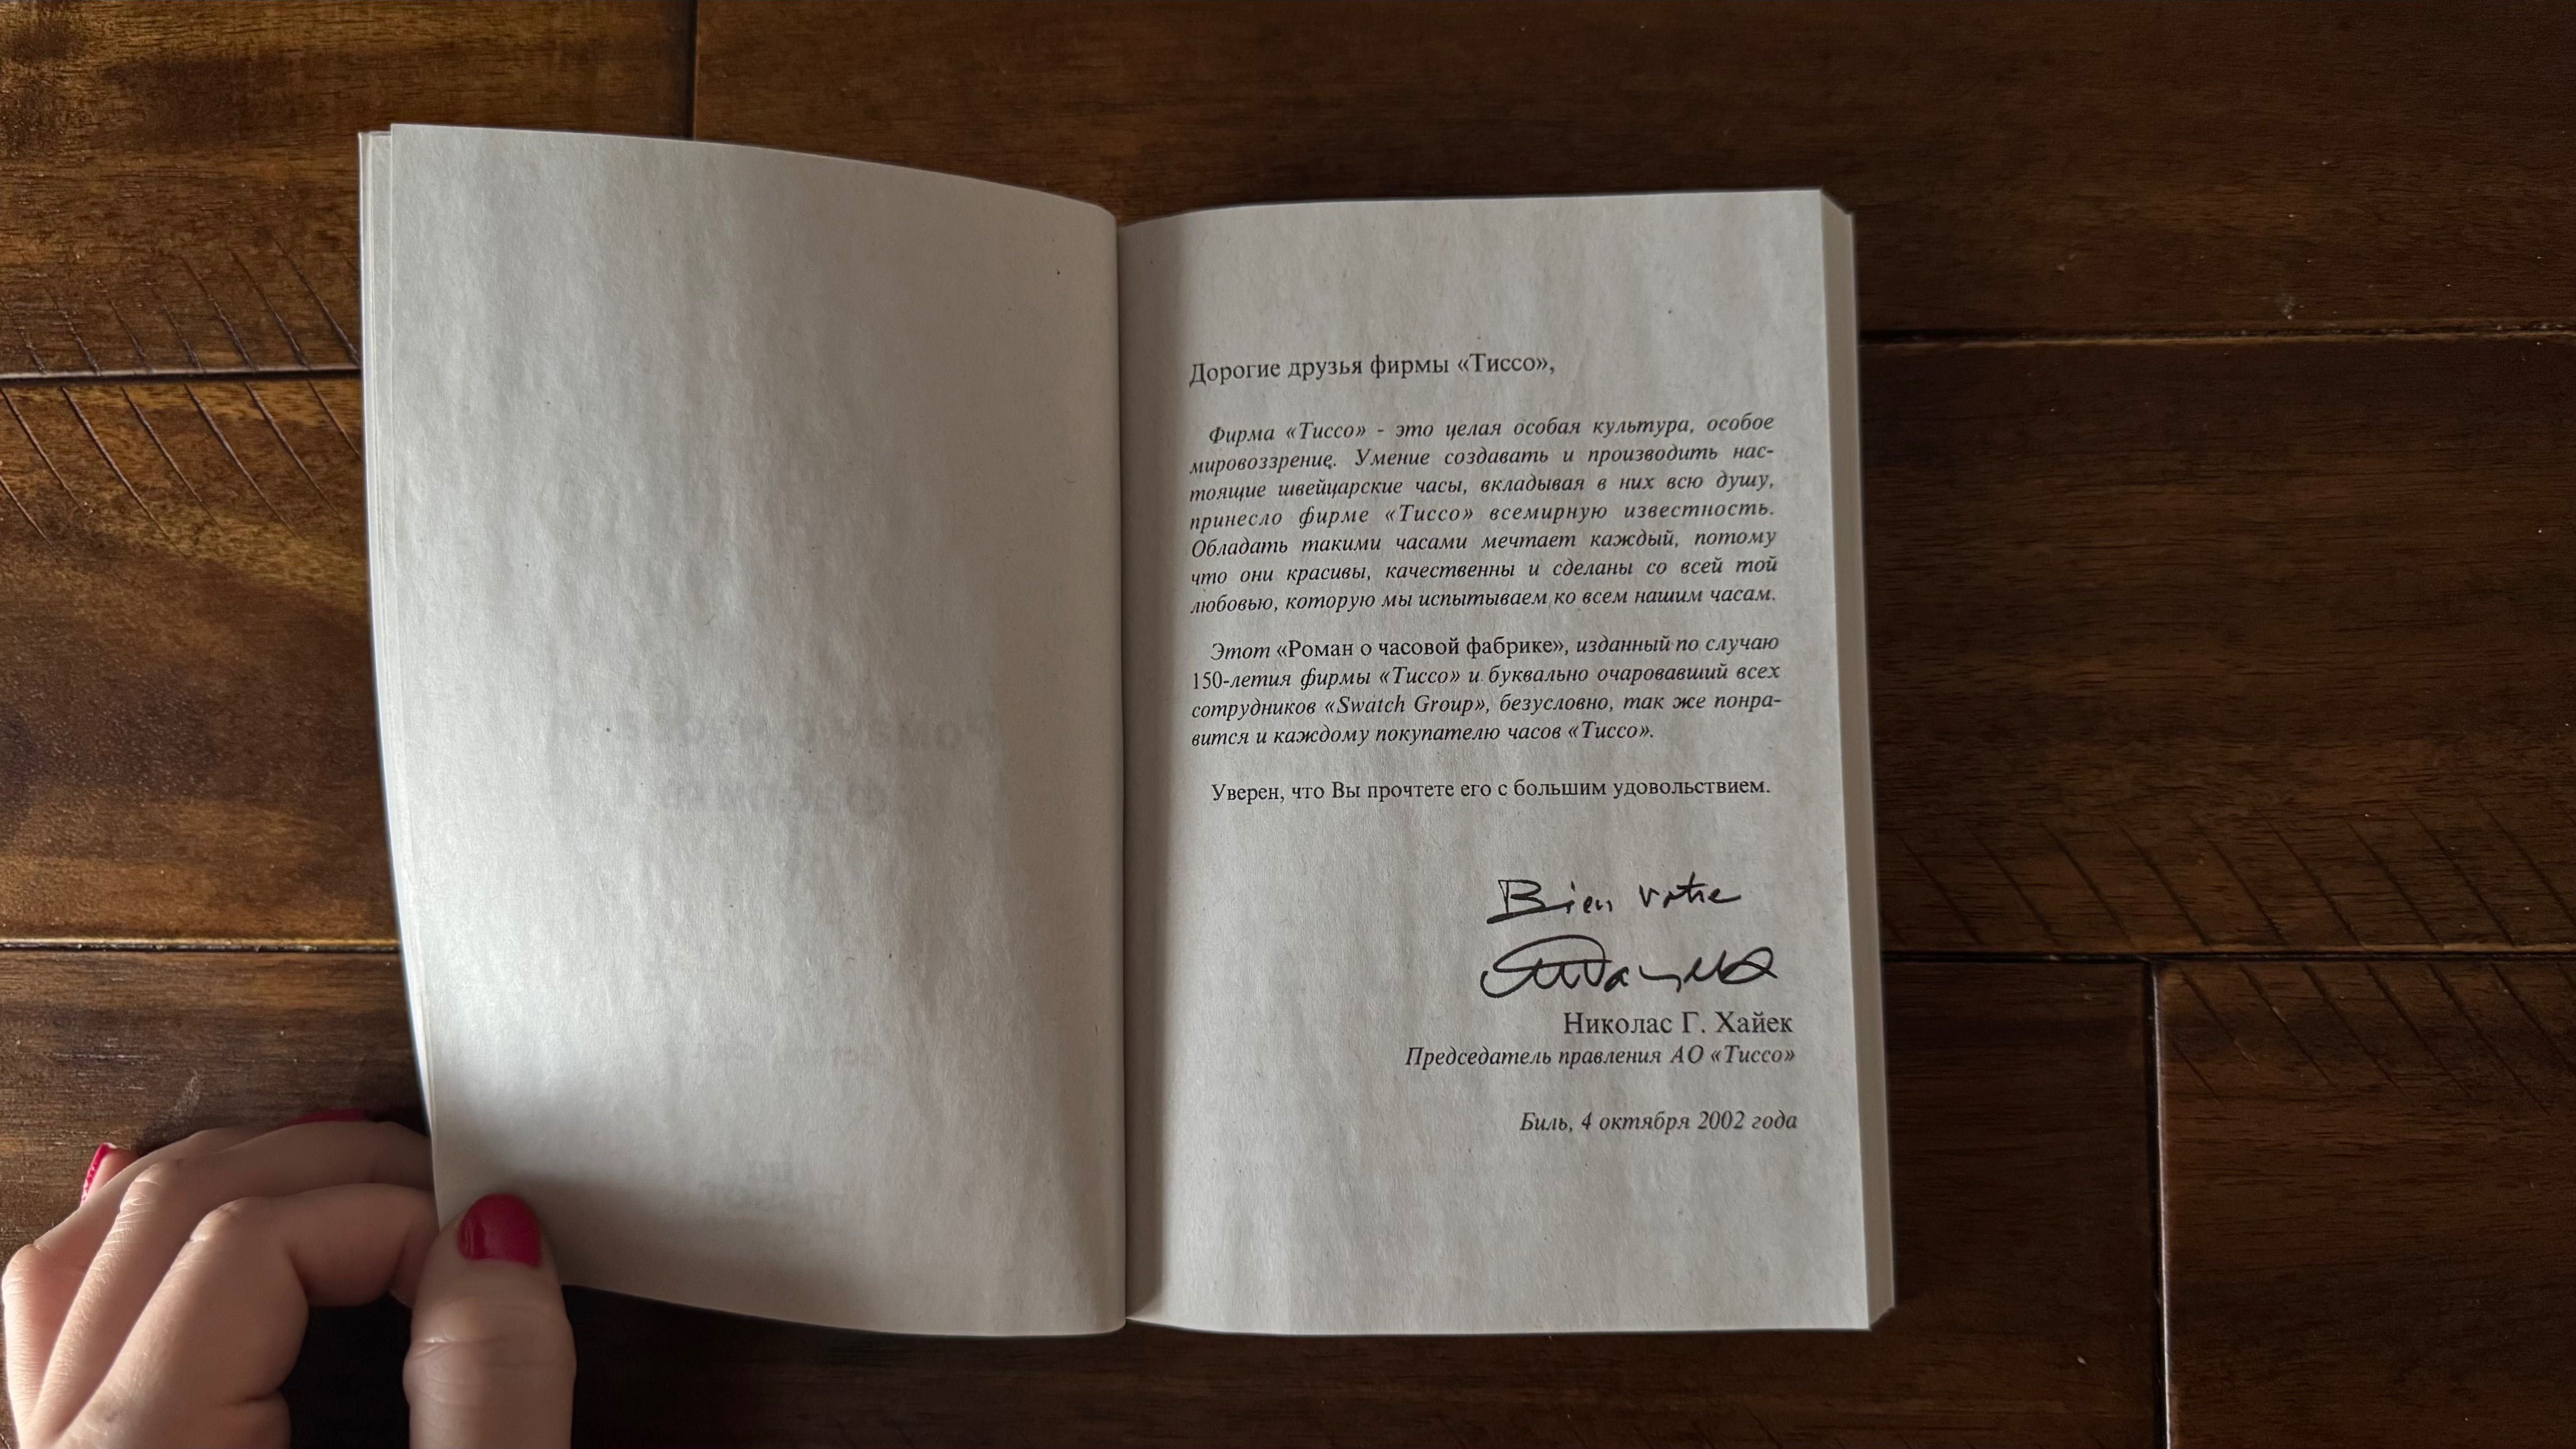 Дорогие друзья фирмы «Тиссо»,
Фирма «Тиссо» - это целая особая культура, особое
мировоззрение. Умение создавать и производить нас-
тоящие швейцарские часы, вкладывая в них всю душу,
принесло фирме «Тиссо» всемирную известность.
Обладать такими часами мечтает каждый, потому
что они красивы, качественны и сделаны со всей той
любовью, которую мы испытываем ко всем нашим часам.
Этот «Роман о часовой фабрике», изданный по случаю
150-летия фирмы «Тиссо» и буквально очаровавший всех
сотрудников «Swatch Group», безусловно, так же понра-
вится и каждому покупателю часов «Тиссо».
Уверен, что Вы прочтете его с большим удовольствием.
Bien votre
Николас Г. Хайек
Председатель правления АО «Тиссо»
Биль, 4 октября 2002 года